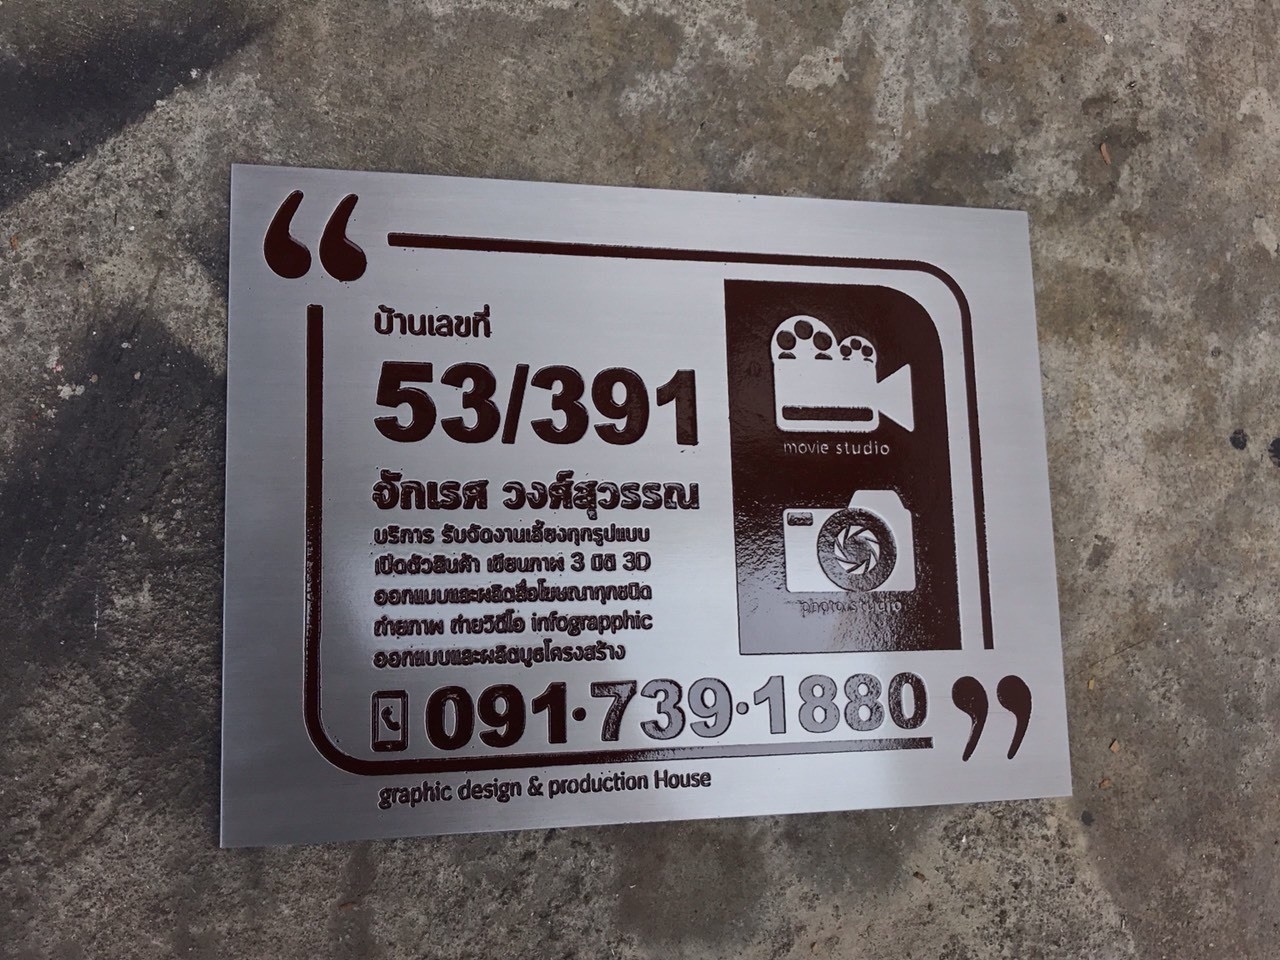 บ้านเลขที่
53/391
จักเรศ วงศ์สุวรรณ
บริการ รับจัดงานเลี้ยงทุกรูปแบบ
เปิดตัวสินค้า เขียนภาพ 3 มิติ 3D
ออกแบบและผลิตสื่อโฆษณาทุกชนิด
ถ่ายภาพ ถ่ายวิดีโอ infograpphic
ออกแบบและผลิตบูธโครงสร้าง
091·739·1880
graphic design & production House
movie studio
photo studio